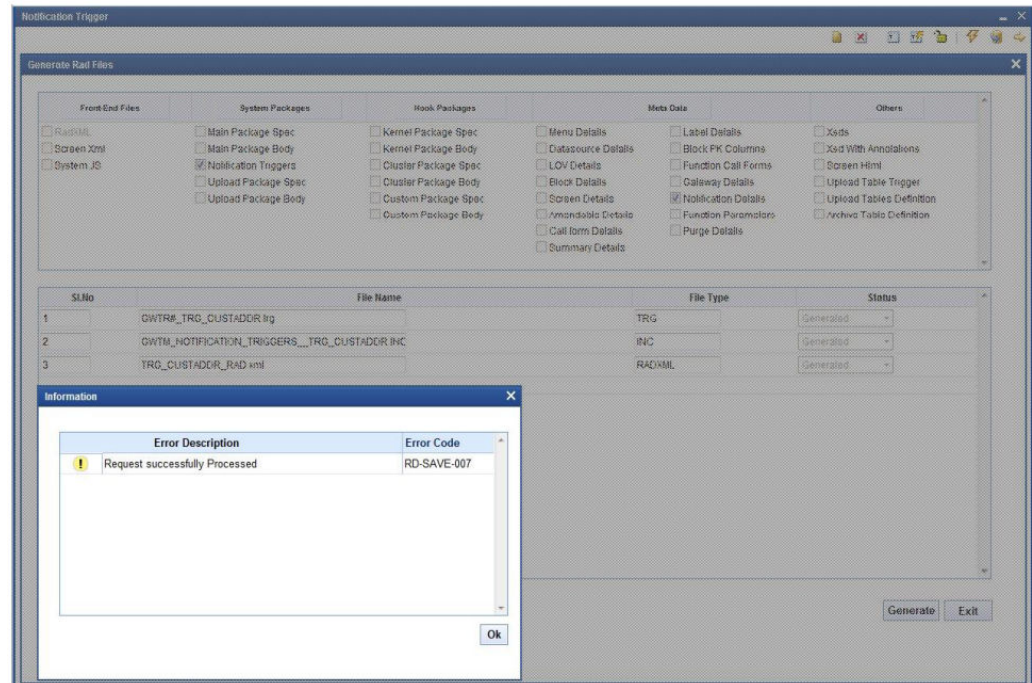 Notification Trigger
Generate Rad Files
Front-End Files System Packages Hook Packages Meta Data Others
RadXML Main Package Spec Kernel Package Spec Menu Details Label Details Xsds
Screen Xml Main Package Body Kernel Package Body Datasource Details Block PK Columns Xsd With Annotations
System JS Notification Triggers Cluster Package Spec LOV Details Function Call Forms Screen Html
Upload Package Spec Cluster Package Body Block Details Gateway Details Upload Table Trigger
Upload Package Body Custom Package Spec Screen Details Notification Details Upload Tables Definition
Custom Package Body Amendable Details Function Parameters Archive Table Definition
Call form Details Purge Details
Summary Details
Sl.No File Name File Type Status
1 GWTR#_TRG_CUSTADDR.trg TRG Generated
2 GWTM_NOTIFICATION_TRIGGERS__TRG_CUSTADDR.INC INC Generated
3 TRG_CUSTADDR_RAD.xml RADXML Generated
Information
Error Description Error Code
Request successfully Processed RD-SAVE-007
Ok
Generate Exit